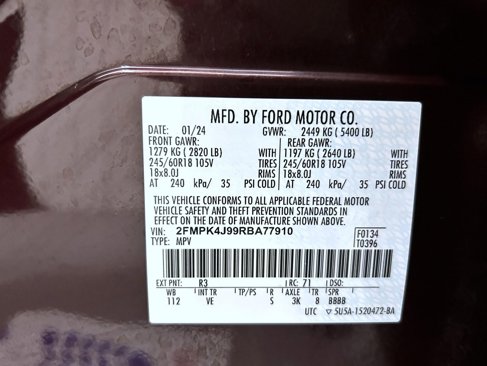 MFD. BY FORD MOTOR CO.
DATE: 01/24 GVWR: 2449 KG ( 5400 LB)
FRONT GAWR: REAR GAWR:
1279 KG ( 2820 LB) WITH 1197 KG ( 2640 LB) WITH
245/60R18 105V TIRES 245/60R18 105V TIRES
18x8.0J RIMS 18x8.0J RIMS
AT 240 kPa/ 35 PSI COLD AT 240 kPa/ 35 PSI COLD
THIS VEHICLE CONFORMS TO ALL APPLICABLE FEDERAL MOTOR
VEHICLE SAFETY AND THEFT PREVENTION STANDARDS IN
EFFECT ON THE DATE OF MANUFACTURE SHOWN ABOVE.
VIN: 2FMPK4J99RBA77910 F0134
TYPE: MPV T0396
EXT PNT: R3 RC: 71 DSO:
WB INT TR TP/PS R AXLE TR SPR
112 VE S 3K 8 BBBB
UTC 5U5A-1520472-BA